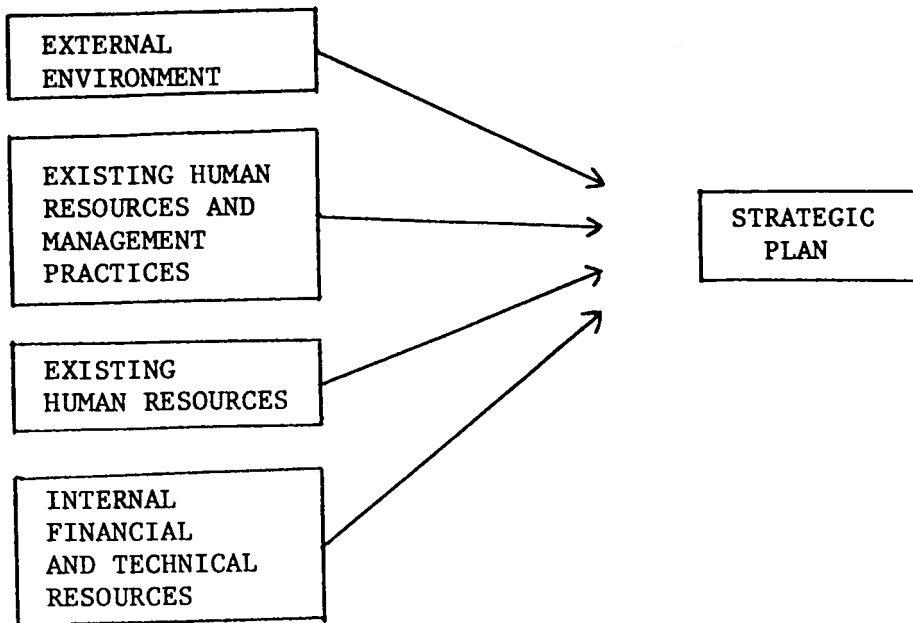 EXTERNAL
ENVIRONMENT
EXISTING HUMAN
RESOURCES AND
MANAGEMENT
PRACTICES
EXISTING
HUMAN RESOURCES
INTERNAL
FINANCIAL
AND TECHNICAL
RESOURCES
STRATEGIC
PLAN